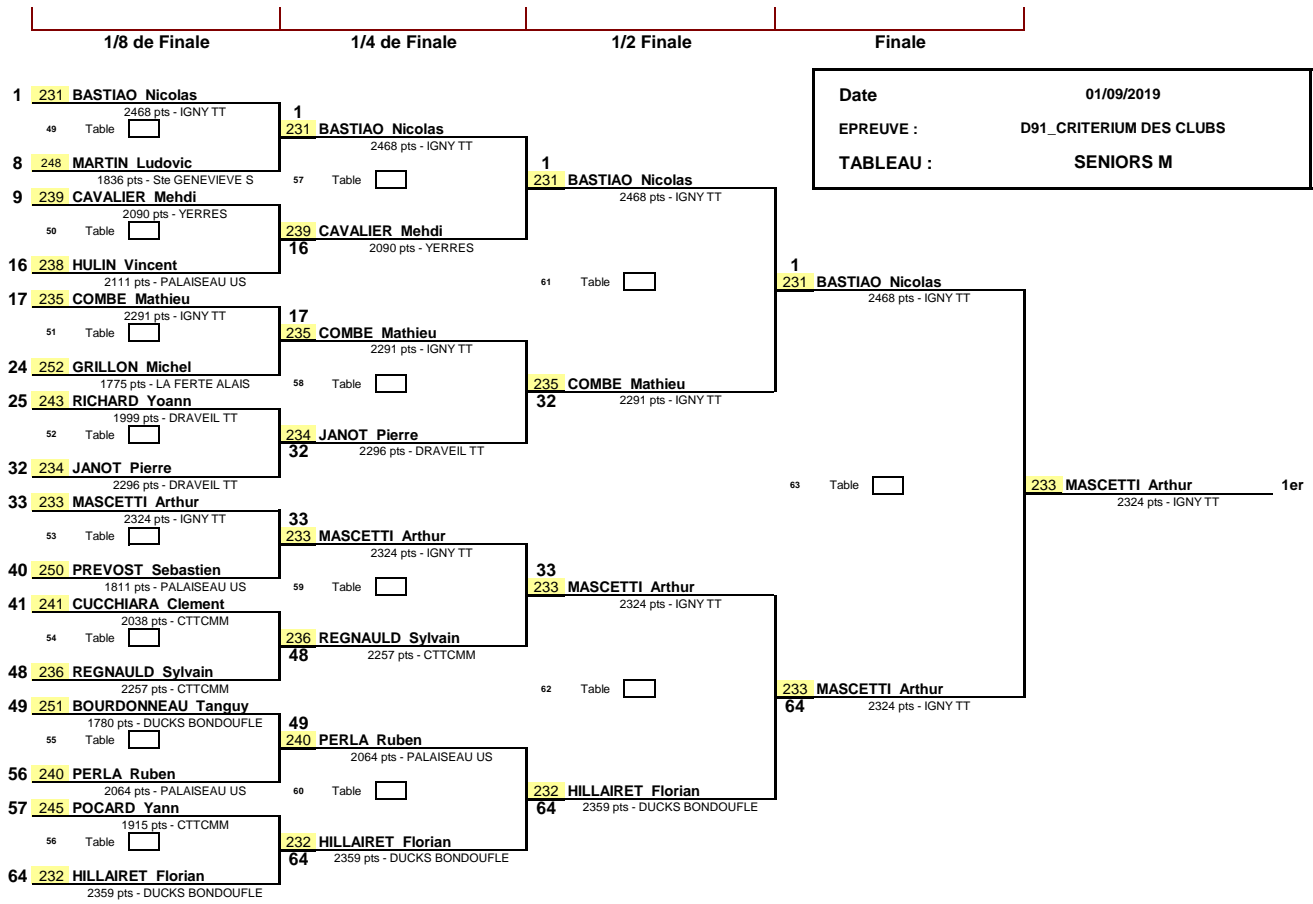 1/8 de Finale 1/4 de Finale 1/2 Finale Finale
Date 01/09/2019
EPREUVE : D91_CRITERIUM DES CLUBS
TABLEAU : SENIORS M
1 231 BASTIAO Nicolas
2468 pts - IGNY TT
49 Table
8 248 MARTIN Ludovic
1836 pts - Ste GENEVIEVE S
9 239 CAVALIER Mehdi
2090 pts - YERRES
50 Table
16 238 HULIN Vincent
2111 pts - PALAISEAU US
17 235 COMBE Mathieu
2291 pts - IGNY TT
51 Table
24 252 GRILLON Michel
1775 pts - LA FERTE ALAIS
25 243 RICHARD Yoann
1999 pts - DRAVEIL TT
52 Table
32 234 JANOT Pierre
2296 pts - DRAVEIL TT
33 233 MASCETTI Arthur
2324 pts - IGNY TT
53 Table
40 250 PREVOST Sebastien
1811 pts - PALAISEAU US
41 241 CUCCHIARA Clement
2038 pts - CTTCMM
54 Table
48 236 REGNAULD Sylvain
2257 pts - CTTCMM
49 251 BOURDONNEAU Tanguy
1780 pts - DUCKS BONDOUFLE
55 Table
56 240 PERLA Ruben
2064 pts - PALAISEAU US
57 245 POCARD Yann
1915 pts - CTTCMM
56 Table
64 232 HILLAIRET Florian
2359 pts - DUCKS BONDOUFLE
1
231 BASTIAO Nicolas
2468 pts - IGNY TT
57 Table
239 CAVALIER Mehdi
16 2090 pts - YERRES
17
235 COMBE Mathieu
2291 pts - IGNY TT
58 Table
234 JANOT Pierre
32 2296 pts - DRAVEIL TT
33
233 MASCETTI Arthur
2324 pts - IGNY TT
59 Table
236 REGNAULD Sylvain
48 2257 pts - CTTCMM
49
240 PERLA Ruben
2064 pts - PALAISEAU US
60 Table
232 HILLAIRET Florian
64 2359 pts - DUCKS BONDOUFLE
1
231 BASTIAO Nicolas
2468 pts - IGNY TT
61 Table
235 COMBE Mathieu
32 2291 pts - IGNY TT
33
233 MASCETTI Arthur
2324 pts - IGNY TT
62 Table
232 HILLAIRET Florian
64 2359 pts - DUCKS BONDOUFLE
1
231 BASTIAO Nicolas
2468 pts - IGNY TT
63 Table
233 MASCETTI Arthur
64 2324 pts - IGNY TT
233 MASCETTI Arthur 1er
2324 pts - IGNY TT